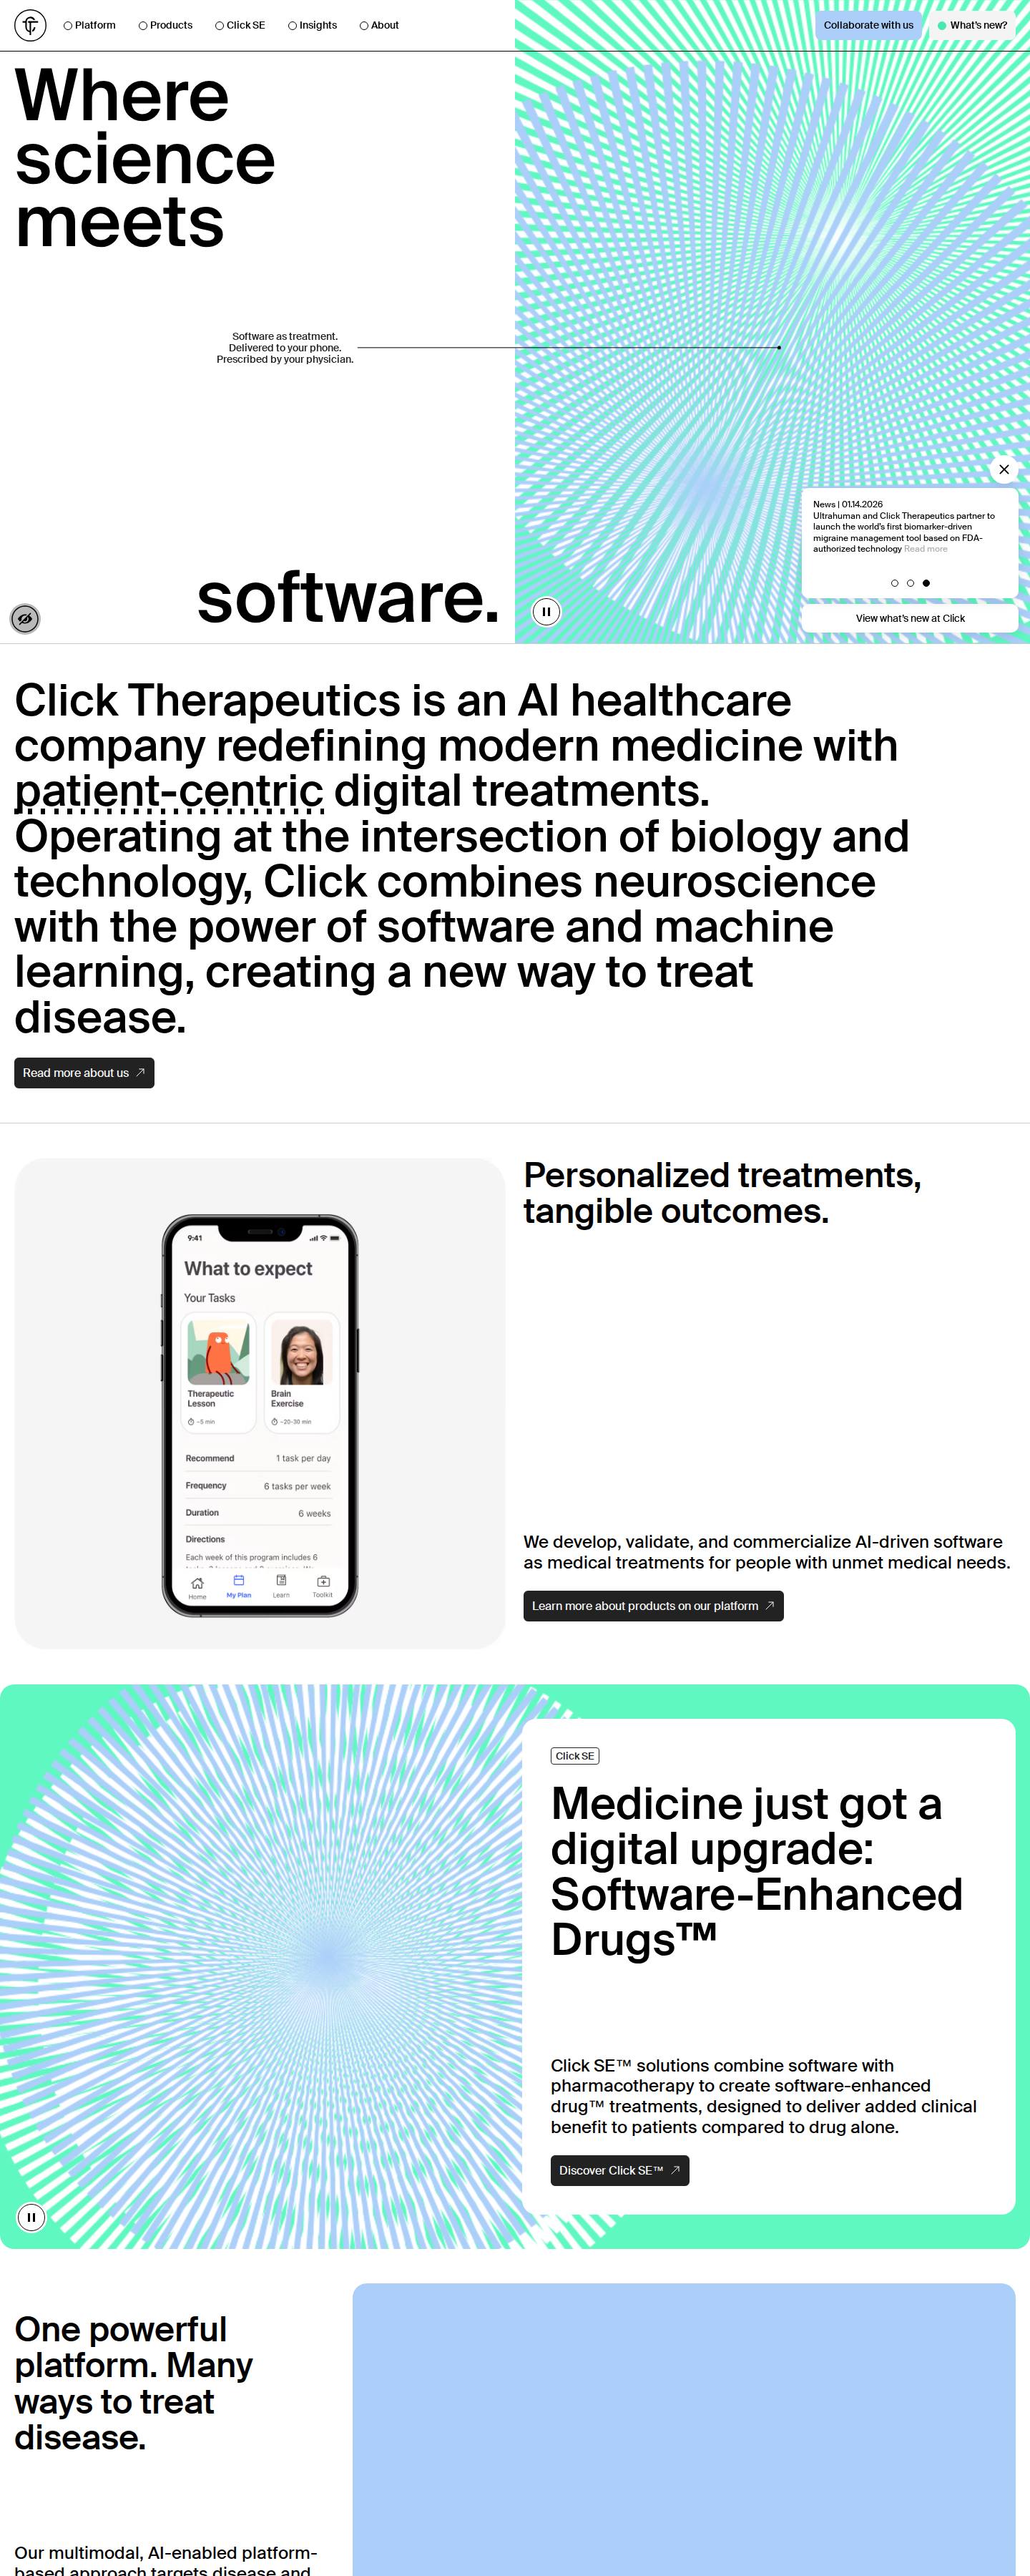 Platform
Products
Click SE
Insights
About
Collaborate with us
What's new?
Where
science
meets
Software as treatment.
Delivered to your phone.
Prescribed by your physician.
software.
News | 01.14.2026
Ultrahuman and Click Therapeutics partner to
launch the world's first biomarker-driven
migraine management tool based on FDA-
authorized technology Read more
View what's new at Click
Click Therapeutics is an AI healthcare
company redefining modern medicine with
patient-centric digital treatments.
Operating at the intersection of biology and
technology, Click combines neuroscience
with the power of software and machine
learning, creating a new way to treat
disease.
Read more about us
9:41
What to expect
Your Tasks
Therapeutic
Lesson
~5 min
Brain
Exercise
~20-30 min
Recommend 1 task per day
Frequency 6 tasks per week
Duration 6 weeks
Directions
Each week of this program includes 6
Home
My Plan
Learn
Toolkit
Personalized treatments,
tangible outcomes.
We develop, validate, and commercialize AI-driven software
as medical treatments for people with unmet medical needs.
Learn more about products on our platform
Click SE
Medicine just got a
digital upgrade:
Software-Enhanced
Drugs™
Click SE™ solutions combine software with
pharmacotherapy to create software-enhanced
drug™ treatments, designed to deliver added clinical
benefit to patients compared to drug alone.
Discover Click SE™
One powerful
platform. Many
ways to treat
disease.
Our multimodal, AI-enabled platform-
based approach targets disease and